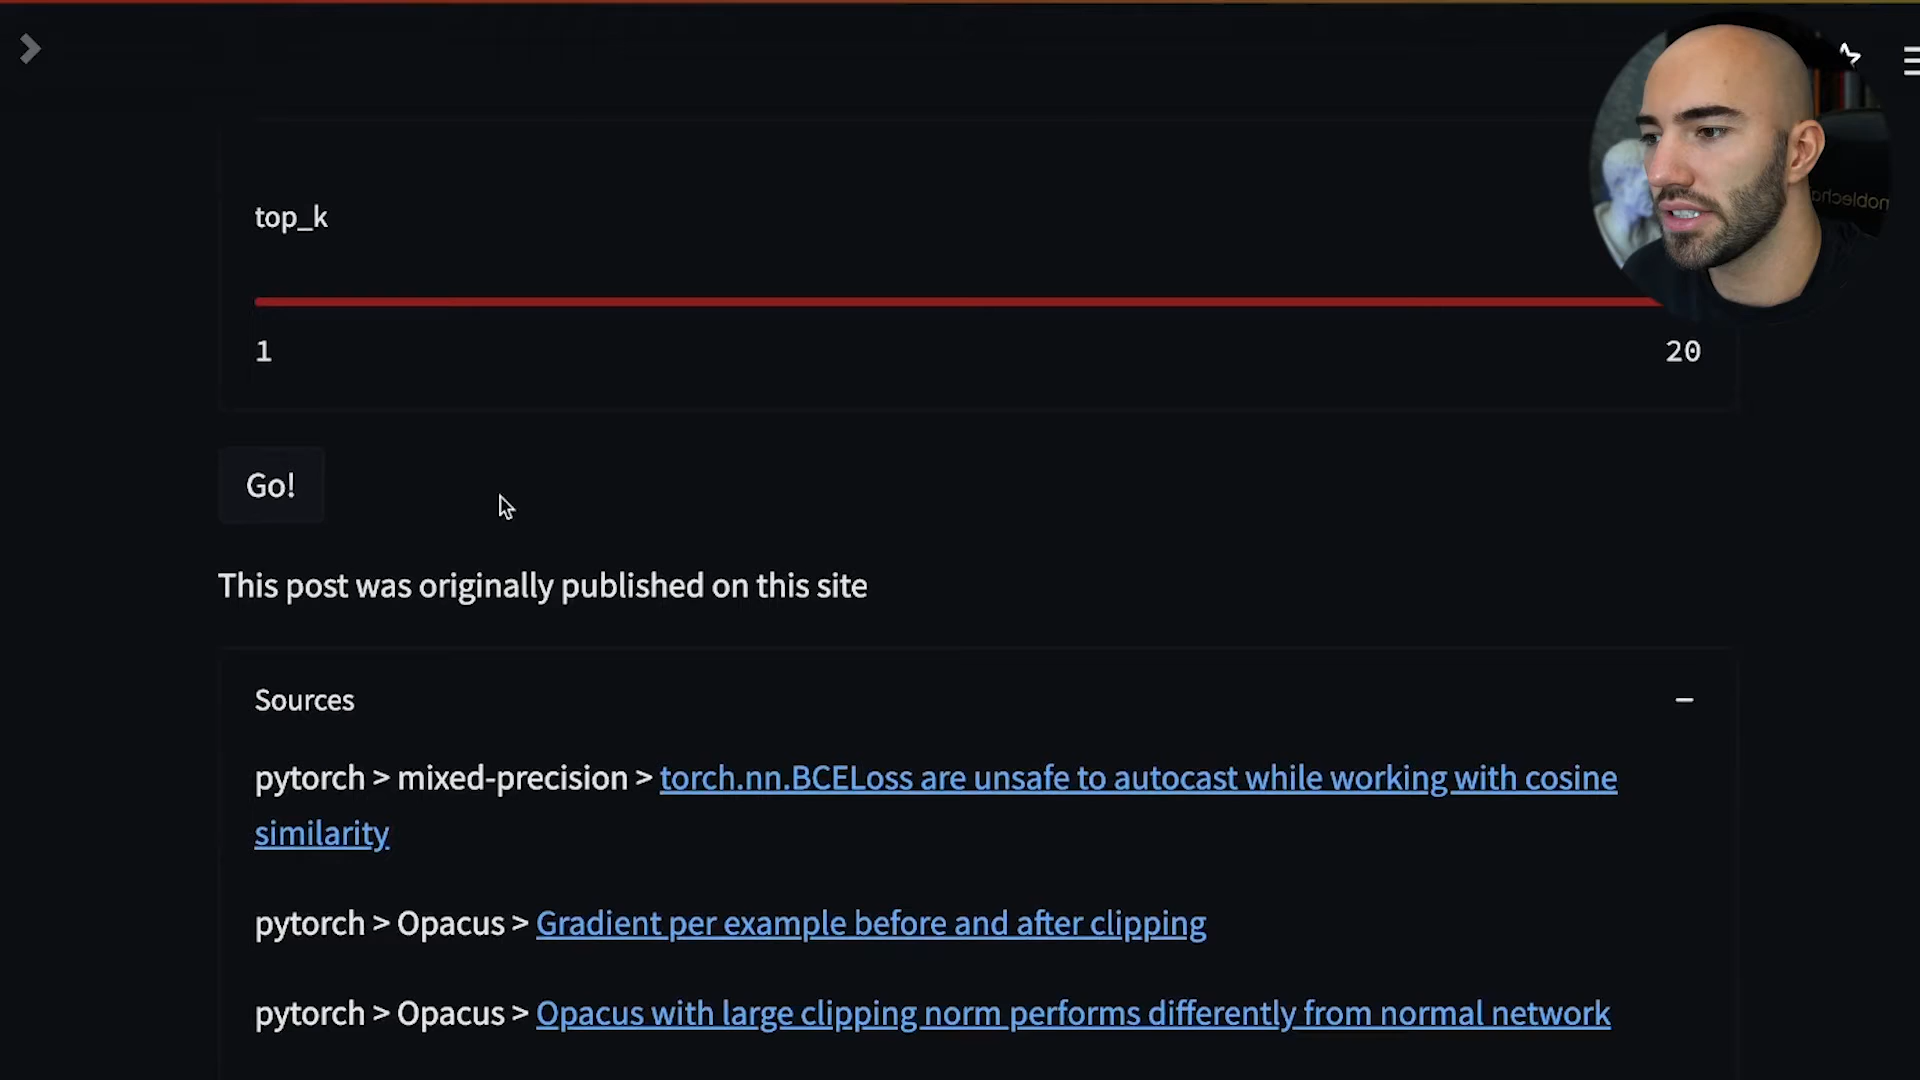 top_k
1
20
Go!
This post was originally published on this site
Sources
pytorch > mixed-precision > torch.nn.BCELoss are unsafe to autocast while working with cosine
similarity
pytorch > Opacus > Gradient per example before and after clipping
pytorch > Opacus > Opacus with large clipping norm performs differently from normal network